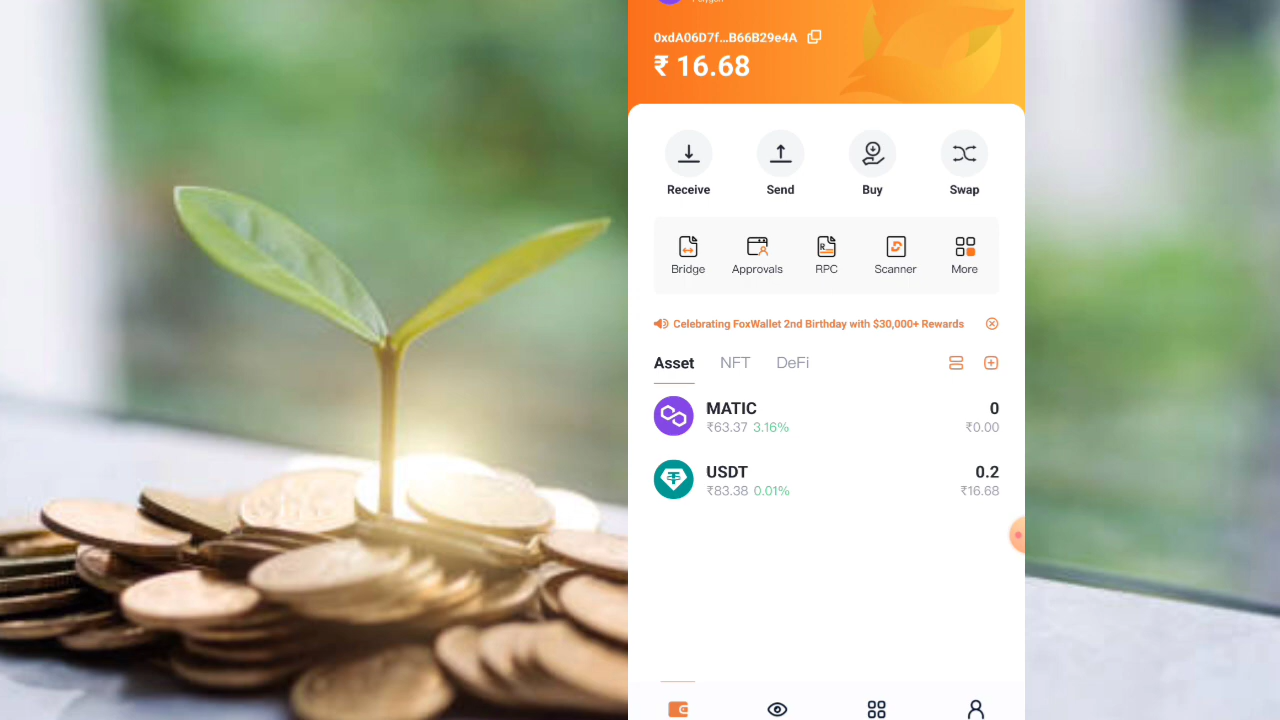 Polygon
0xdA06D7f...B66B29e4A
₹ 16.68
Receive Send Buy Swap
Bridge Approvals RPC Scanner More
Celebrating FoxWallet 2nd Birthday with $30,000+ Rewards
Asset NFT DeFi
MATIC 0
₹63.37 3.16% ₹0.00
USDT 0.2
₹83.38 0.01% ₹16.68